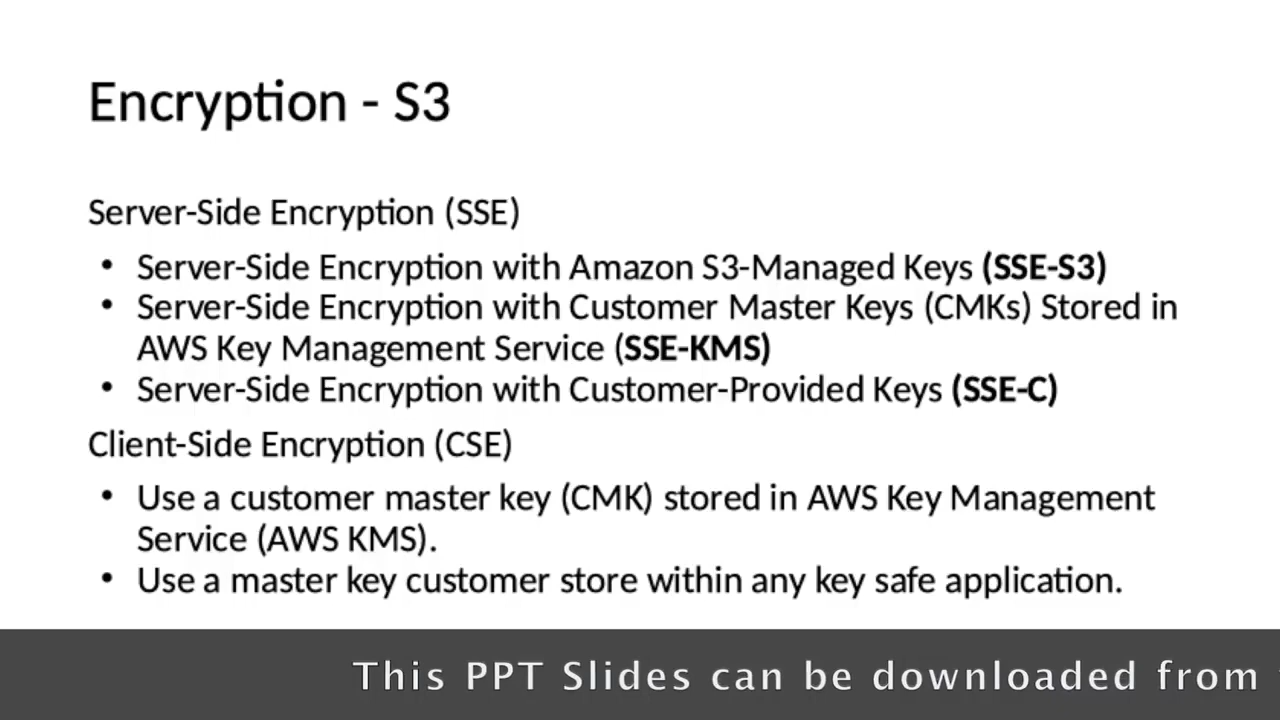 Encryption - S3
Server-Side Encryption (SSE)
• Server-Side Encryption with Amazon S3-Managed Keys (SSE-S3)
• Server-Side Encryption with Customer Master Keys (CMKs) Stored in
AWS Key Management Service (SSE-KMS)
• Server-Side Encryption with Customer-Provided Keys (SSE-C)
Client-Side Encryption (CSE)
• Use a customer master key (CMK) stored in AWS Key Management
Service (AWS KMS).
• Use a master key customer store within any key safe application.
This PPT Slides can be downloaded from